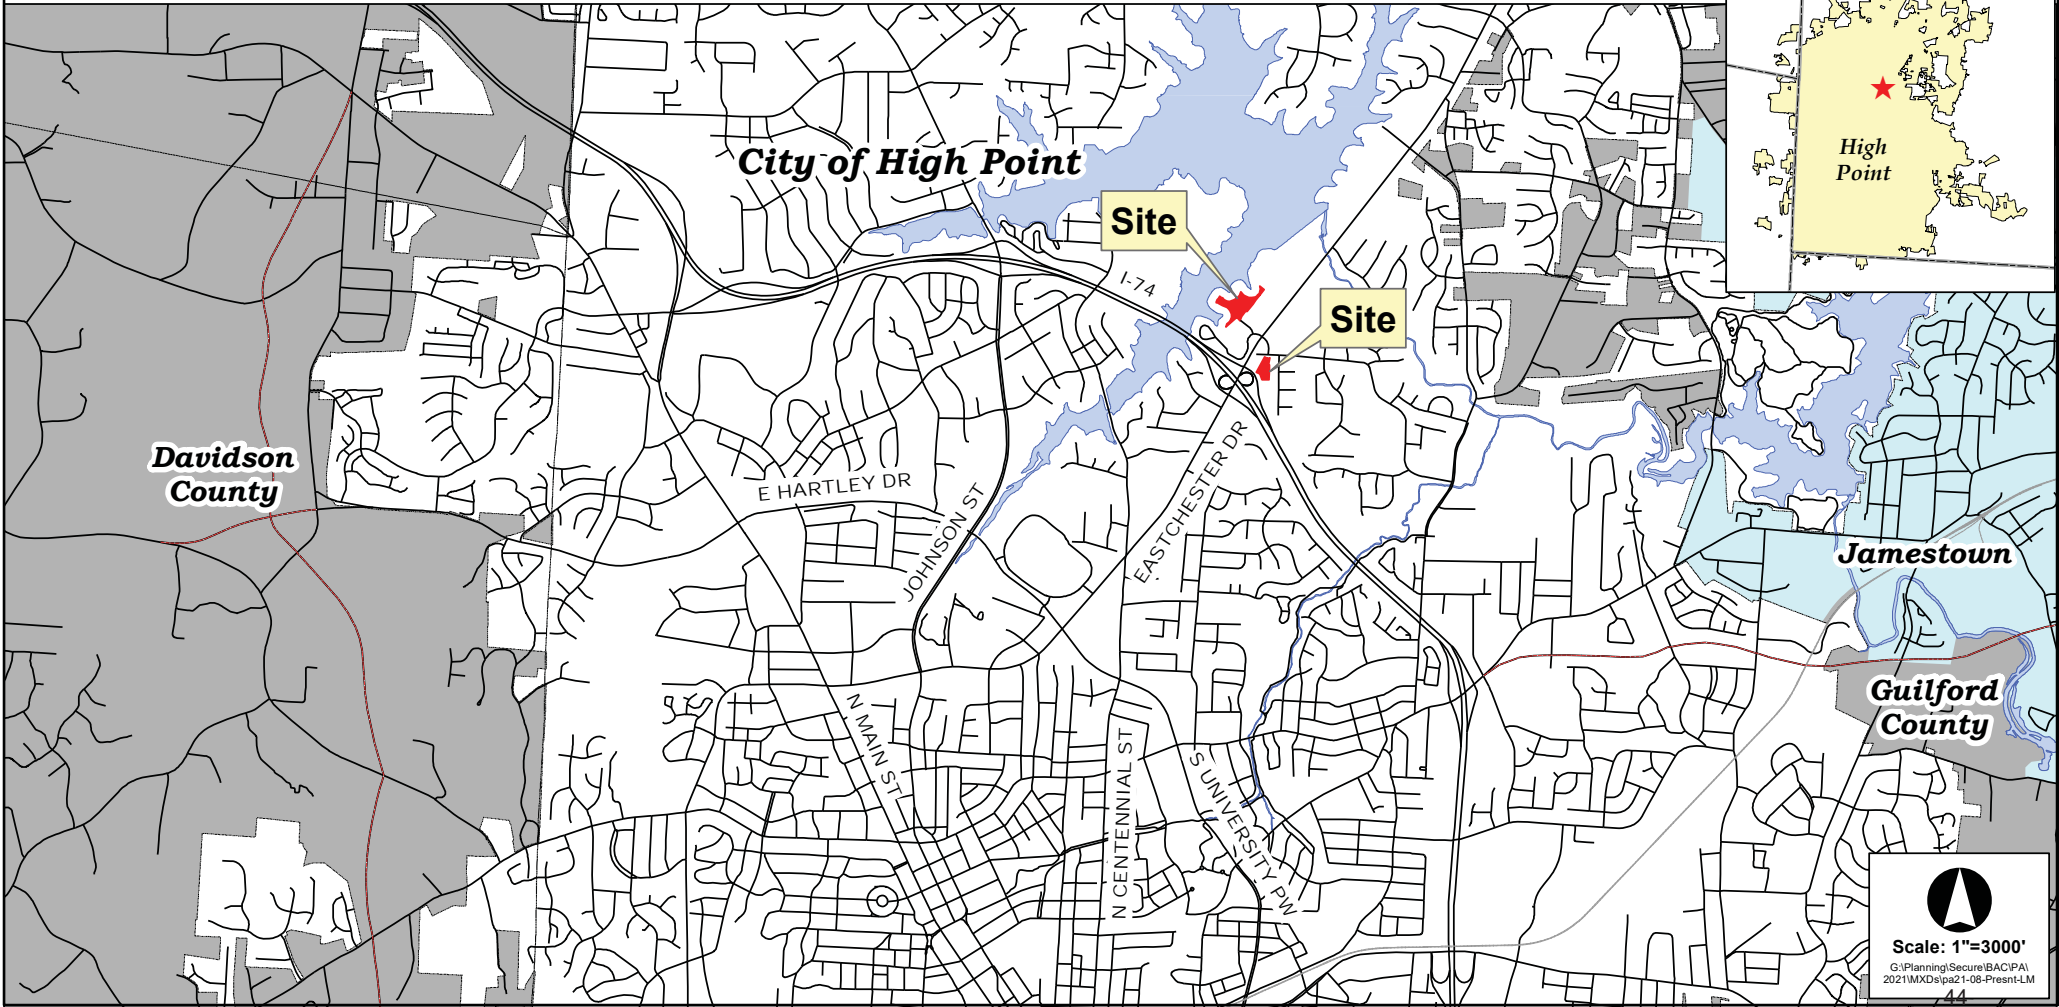 High
Point
City of High Point
Site
I-74
Site
Davidson
County
E HARTLEY DR
JOHNSON ST
EASTCHESTER DR
Jamestown
Guilford
County
N MAIN ST
N CENTENNIAL ST
S UNIVERSITY PW
Scale: 1"=3000'
G:\Planning\Secure\BAC\PA\
2021\MXDs\pa21-08-Presnt-LM
44